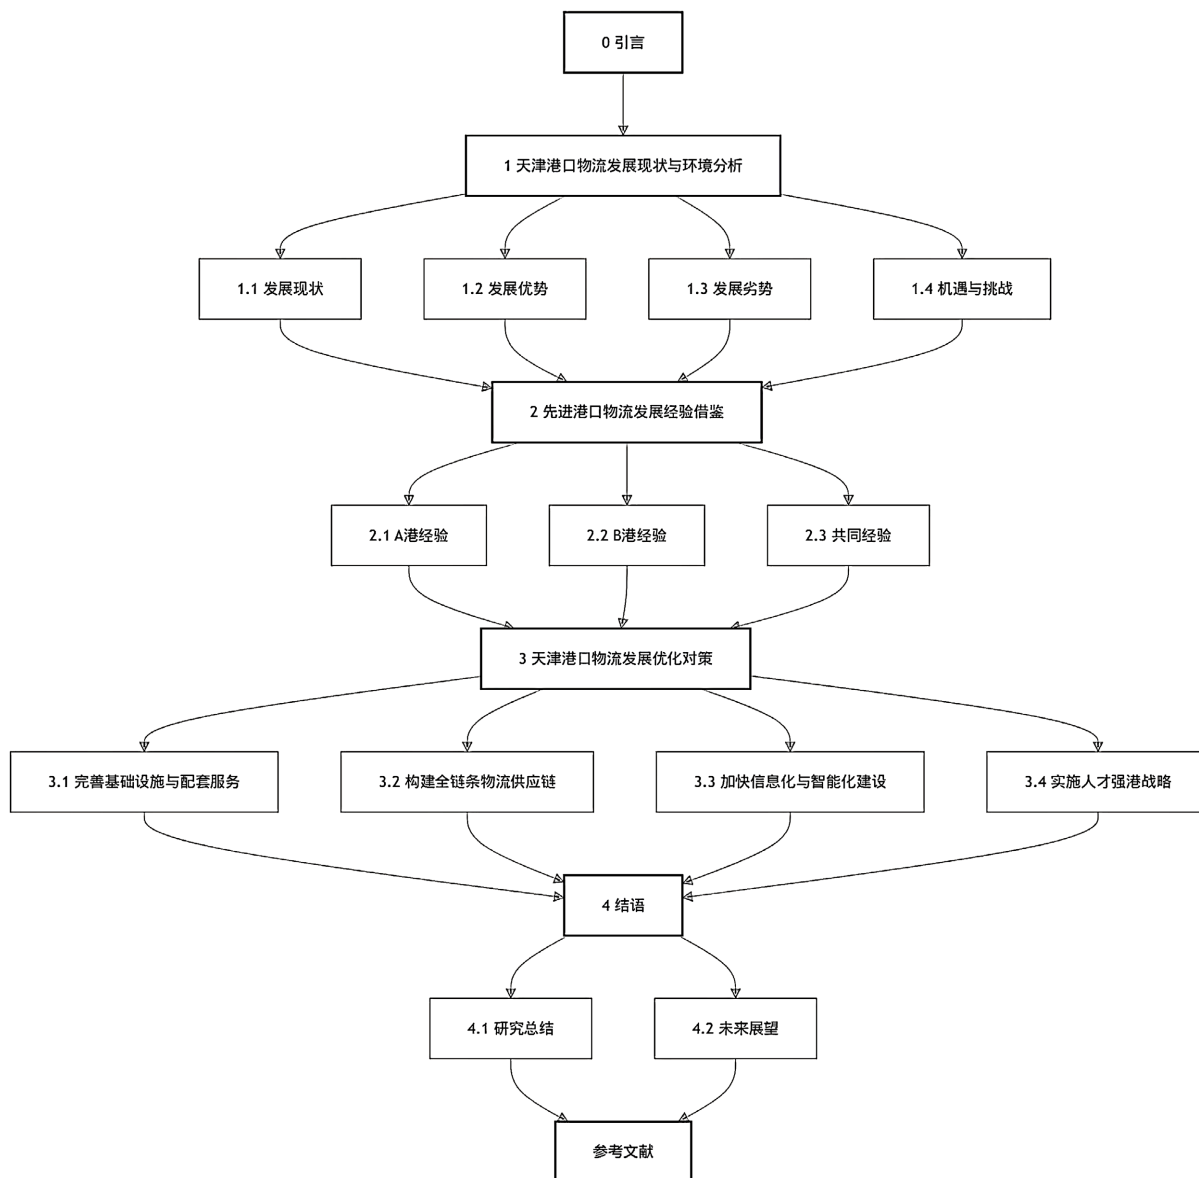 0 引言
1 天津港口物流发展现状与环境分析
1.1 发展现状
1.2 发展优势
1.3 发展劣势
1.4 机遇与挑战
2 先进港口物流发展经验借鉴
2.1 A港经验
2.2 B港经验
2.3 共同经验
3 天津港口物流发展优化对策
3.1 完善基础设施与配套服务
3.2 构建全链条物流供应链
3.3 加快信息化与智能化建设
3.4 实施人才强港战略
4 结语
4.1 研究总结
4.2 未来展望
参考文献